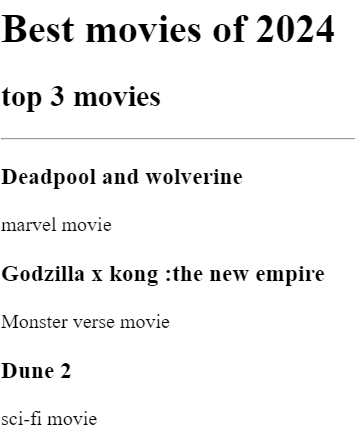 Best movies of 2024
top 3 movies
Deadpool and wolverine
marvel movie
Godzilla x kong :the new empire
Monster verse movie
Dune 2
sci-fi movie